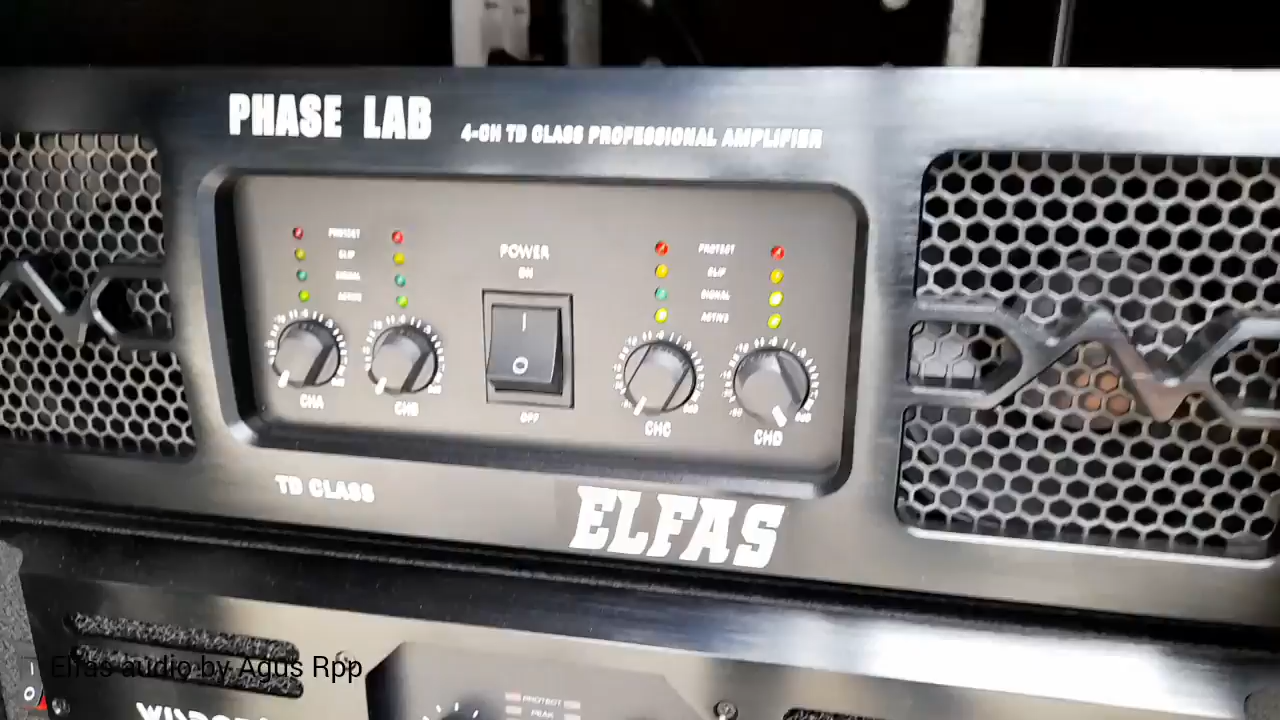 PHASE LAB
4-CH TD CLASS PROFESSIONAL AMPLIFIER
PROTECT
CLIP
SIGNAL
ACTIVE
POWER
ON
I
O
OFF
PROTECT
CLIP
SIGNAL
ACTIVE
CHA
CHB
CHC
CHD
TD CLASS
ELFAS
I
O
Elfas audio by Agus Rpp
PROTECT
PEAK